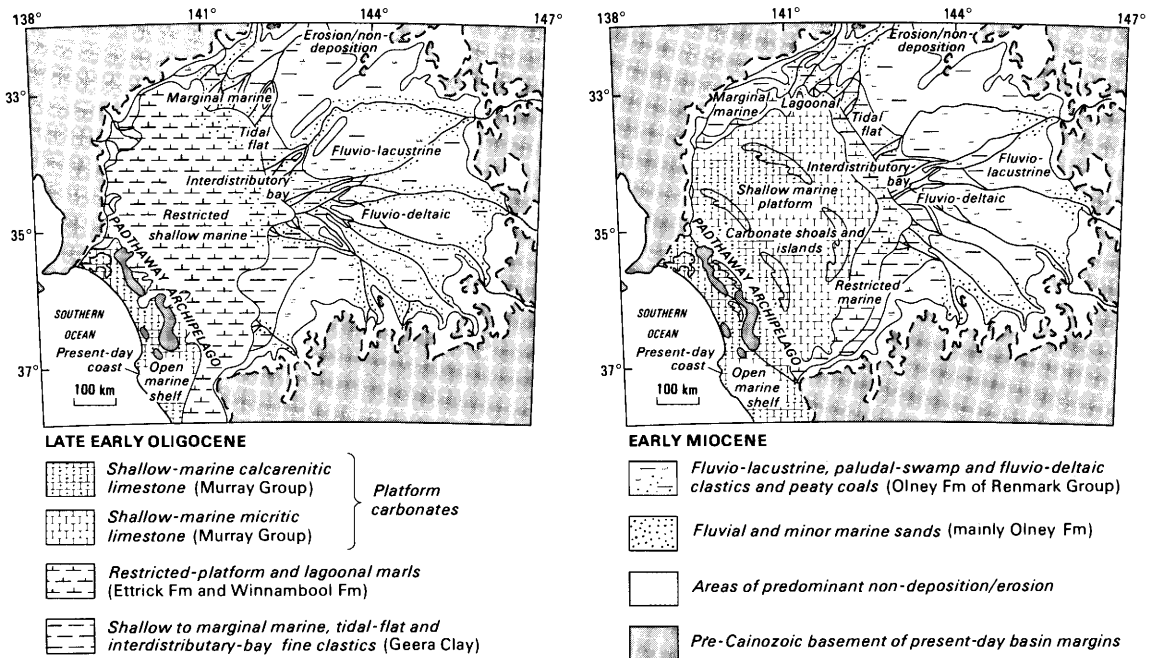 138°
141°
144°
147°
33°
35°
37°
Erosion/non-
deposition
Marginal marine
Tidal
flat
Fluvio-lacustrine
Interdistributary
bay
Fluvio-deltaic
Restricted
shallow marine
PADTHAWAY ARCHIPELAGO
SOUTHERN
OCEAN
Present-day
coast
Open
marine
shelf
100 km
138°
141°
144°
147°
33°
35°
37°
Erosion/non-
deposition
Marginal
marine
Lagoonal
Tidal
flat
Interdistributary
bay
Fluvio-
lacustrine
Fluvio-deltaic
Shallow marine
platform
Carbonate shoals and
islands
Restricted
marine
PADTHAWAY ARCHIPELAGO
SOUTHERN
OCEAN
Present-day
coast
Open
marine
shelf
100 km
LATE EARLY OLIGOCENE
Shallow-marine calcarenitic
limestone (Murray Group)
Shallow-marine micritic
limestone (Murray Group)
Platform
carbonates
Restricted-platform and lagoonal marls
(Ettrick Fm and Winnambool Fm)
Shallow to marginal marine, tidal-flat and
interdistributary-bay fine clastics (Geera Clay)
EARLY MIOCENE
Fluvio-lacustrine, paludal-swamp and fluvio-deltaic
clastics and peaty coals (Olney Fm of Renmark Group)
Fluvial and minor marine sands (mainly Olney Fm)
Areas of predominant non-deposition/erosion
Pre-Cainozoic basement of present-day basin margins